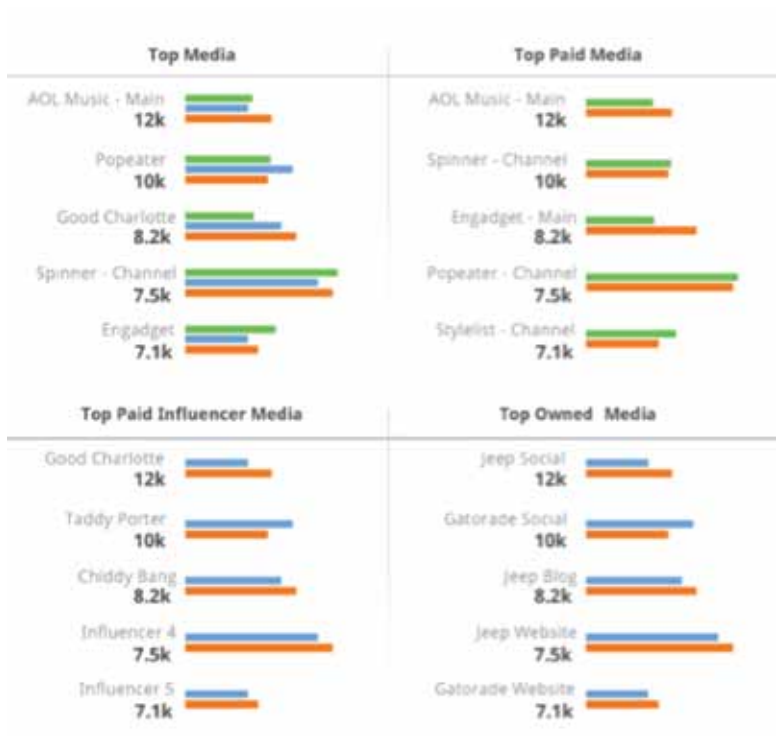 Top Media
AOL Music - Main
12k
Popeater
10k
Good Charlotte
8.2k
Spinner - Channel
7.5k
Engadget
7.1k
Top Paid Media
AOL Music - Main
12k
Spinner - Channel
10k
Engadget - Main
8.2k
Popeater - Channel
7.5k
Stylelist - Channel
7.1k
Top Paid Influencer Media
Good Charlotte
12k
Taddy Porter
10k
Chiddy Bang
8.2k
Influencer 4
7.5k
Influencer 5
7.1k
Top Owned Media
Jeep Social
12k
Gatorade Social
10k
Jeep Blog
8.2k
Jeep Website
7.5k
Gatorade Website
7.1k